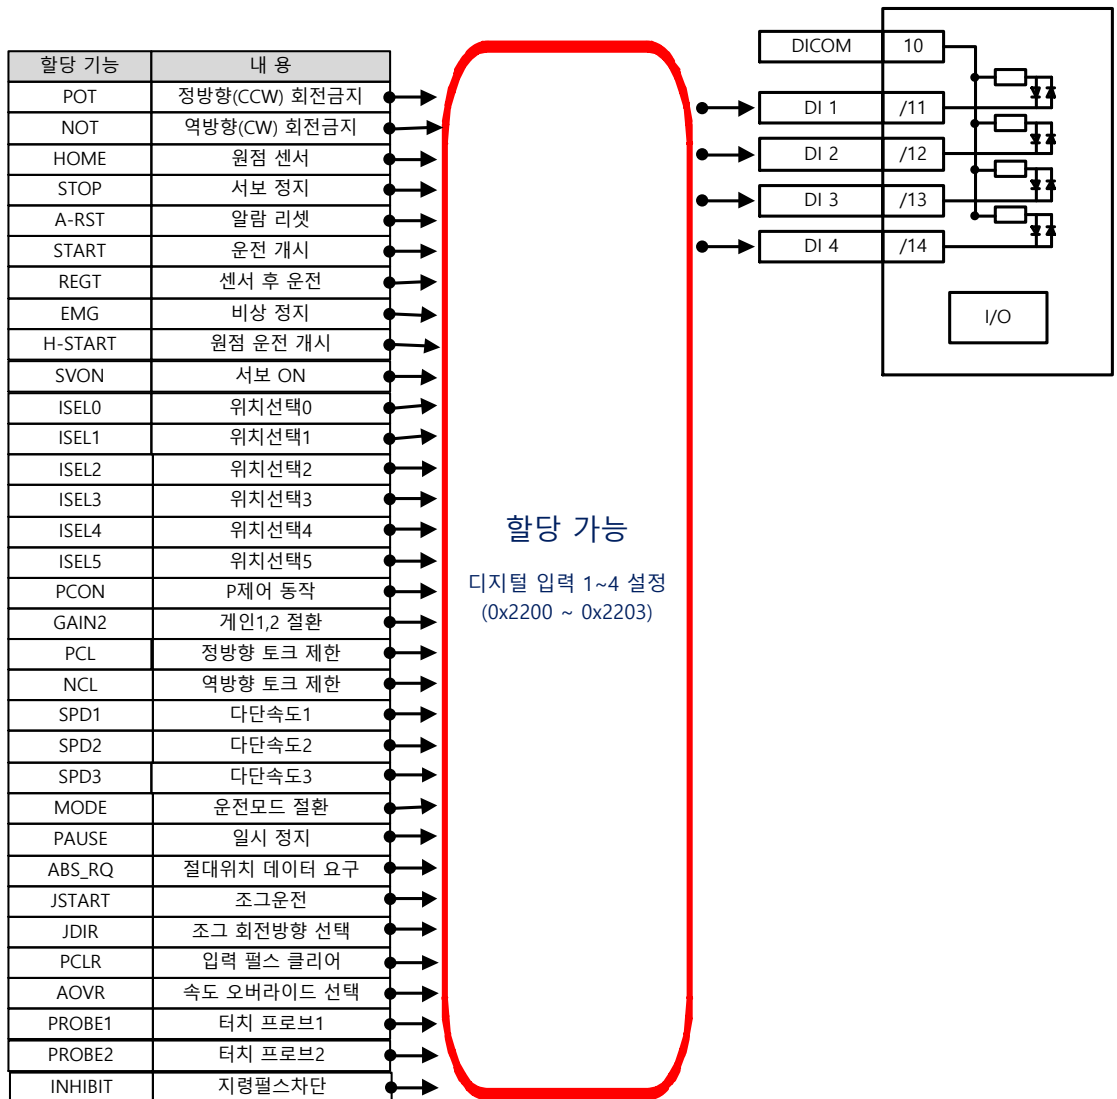 할당 기능 내 용
POT 정방향(CCW) 회전금지
NOT 역방향(CW) 회전금지
HOME 원점 센서
STOP 서보 정지
A-RST 알람 리셋
START 운전 개시
REGT 센서 후 운전
EMG 비상 정지
H-START 원점 운전 개시
SVON 서보 ON
ISEL0 위치선택0
ISEL1 위치선택1
ISEL2 위치선택2
ISEL3 위치선택3
ISEL4 위치선택4
ISEL5 위치선택5
PCON P제어 동작
GAIN2 게인1,2 절환
PCL 정방향 토크 제한
NCL 역방향 토크 제한
SPD1 다단속도1
SPD2 다단속도2
SPD3 다단속도3
MODE 운전모드 절환
PAUSE 일시 정지
ABS_RQ 절대위치 데이터 요구
JSTART 조그운전
JDIR 조그 회전방향 선택
PCLR 입력 펄스 클리어
AOVR 속도 오버라이드 선택
PROBE1 터치 프로브1
PROBE2 터치 프로브2
INHIBIT 지령펄스차단
할당 가능
디지털 입력 1~4 설정
(0x2200 ~ 0x2203)
DICOM 10
DI 1 /11
DI 2 /12
DI 3 /13
DI 4 /14
I/O